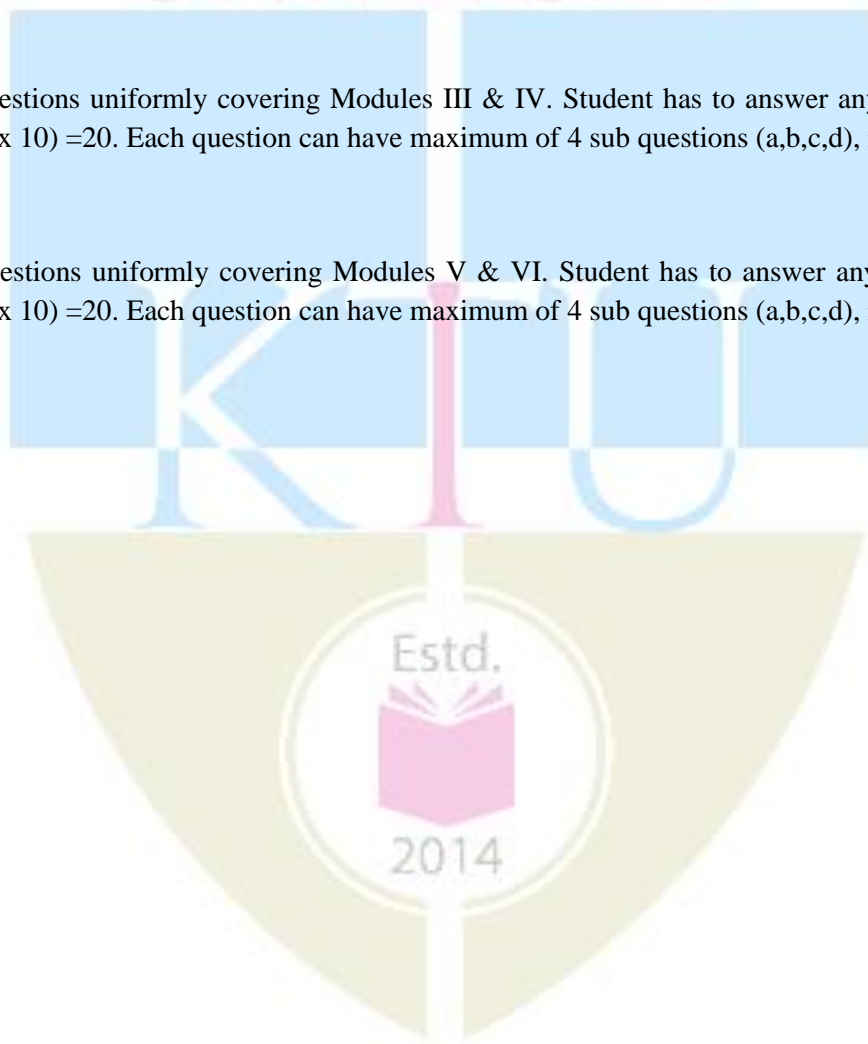 estions uniformly covering Modules III & IV. Student has to answer any
x 10) =20. Each question can have maximum of 4 sub questions (a,b,c,d),
estions uniformly covering Modules V & VI. Student has to answer any
x 10) =20. Each question can have maximum of 4 sub questions (a,b,c,d),
KTU
Estd.
2014